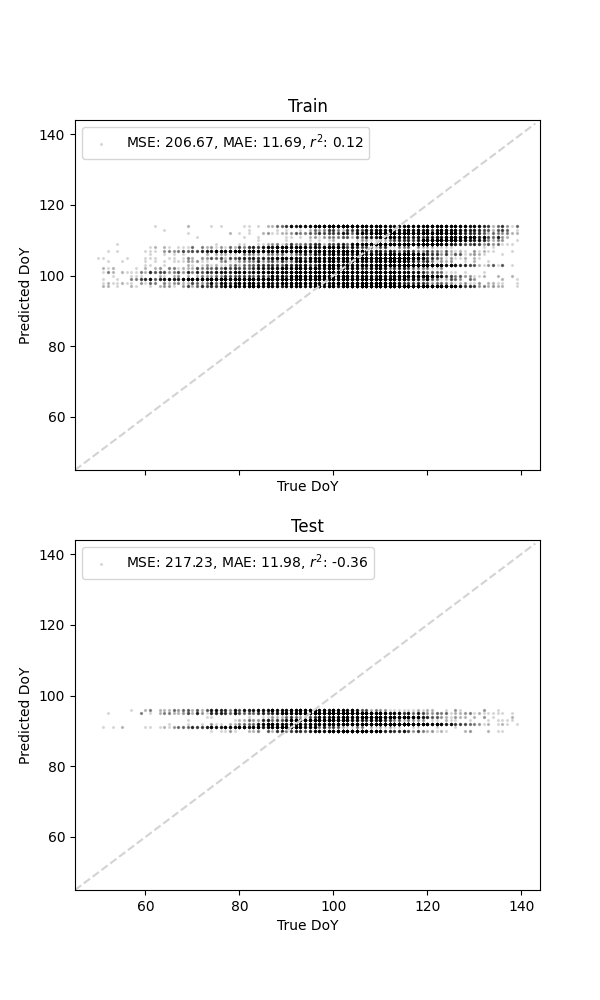 Train
MSE: 206.67, MAE: 11.69, r²: 0.12
140
120
100
80
60
Predicted DoY
True DoY
Test
MSE: 217.23, MAE: 11.98, r²: -0.36
140
120
100
80
60
Predicted DoY
60 80 100 120 140
True DoY